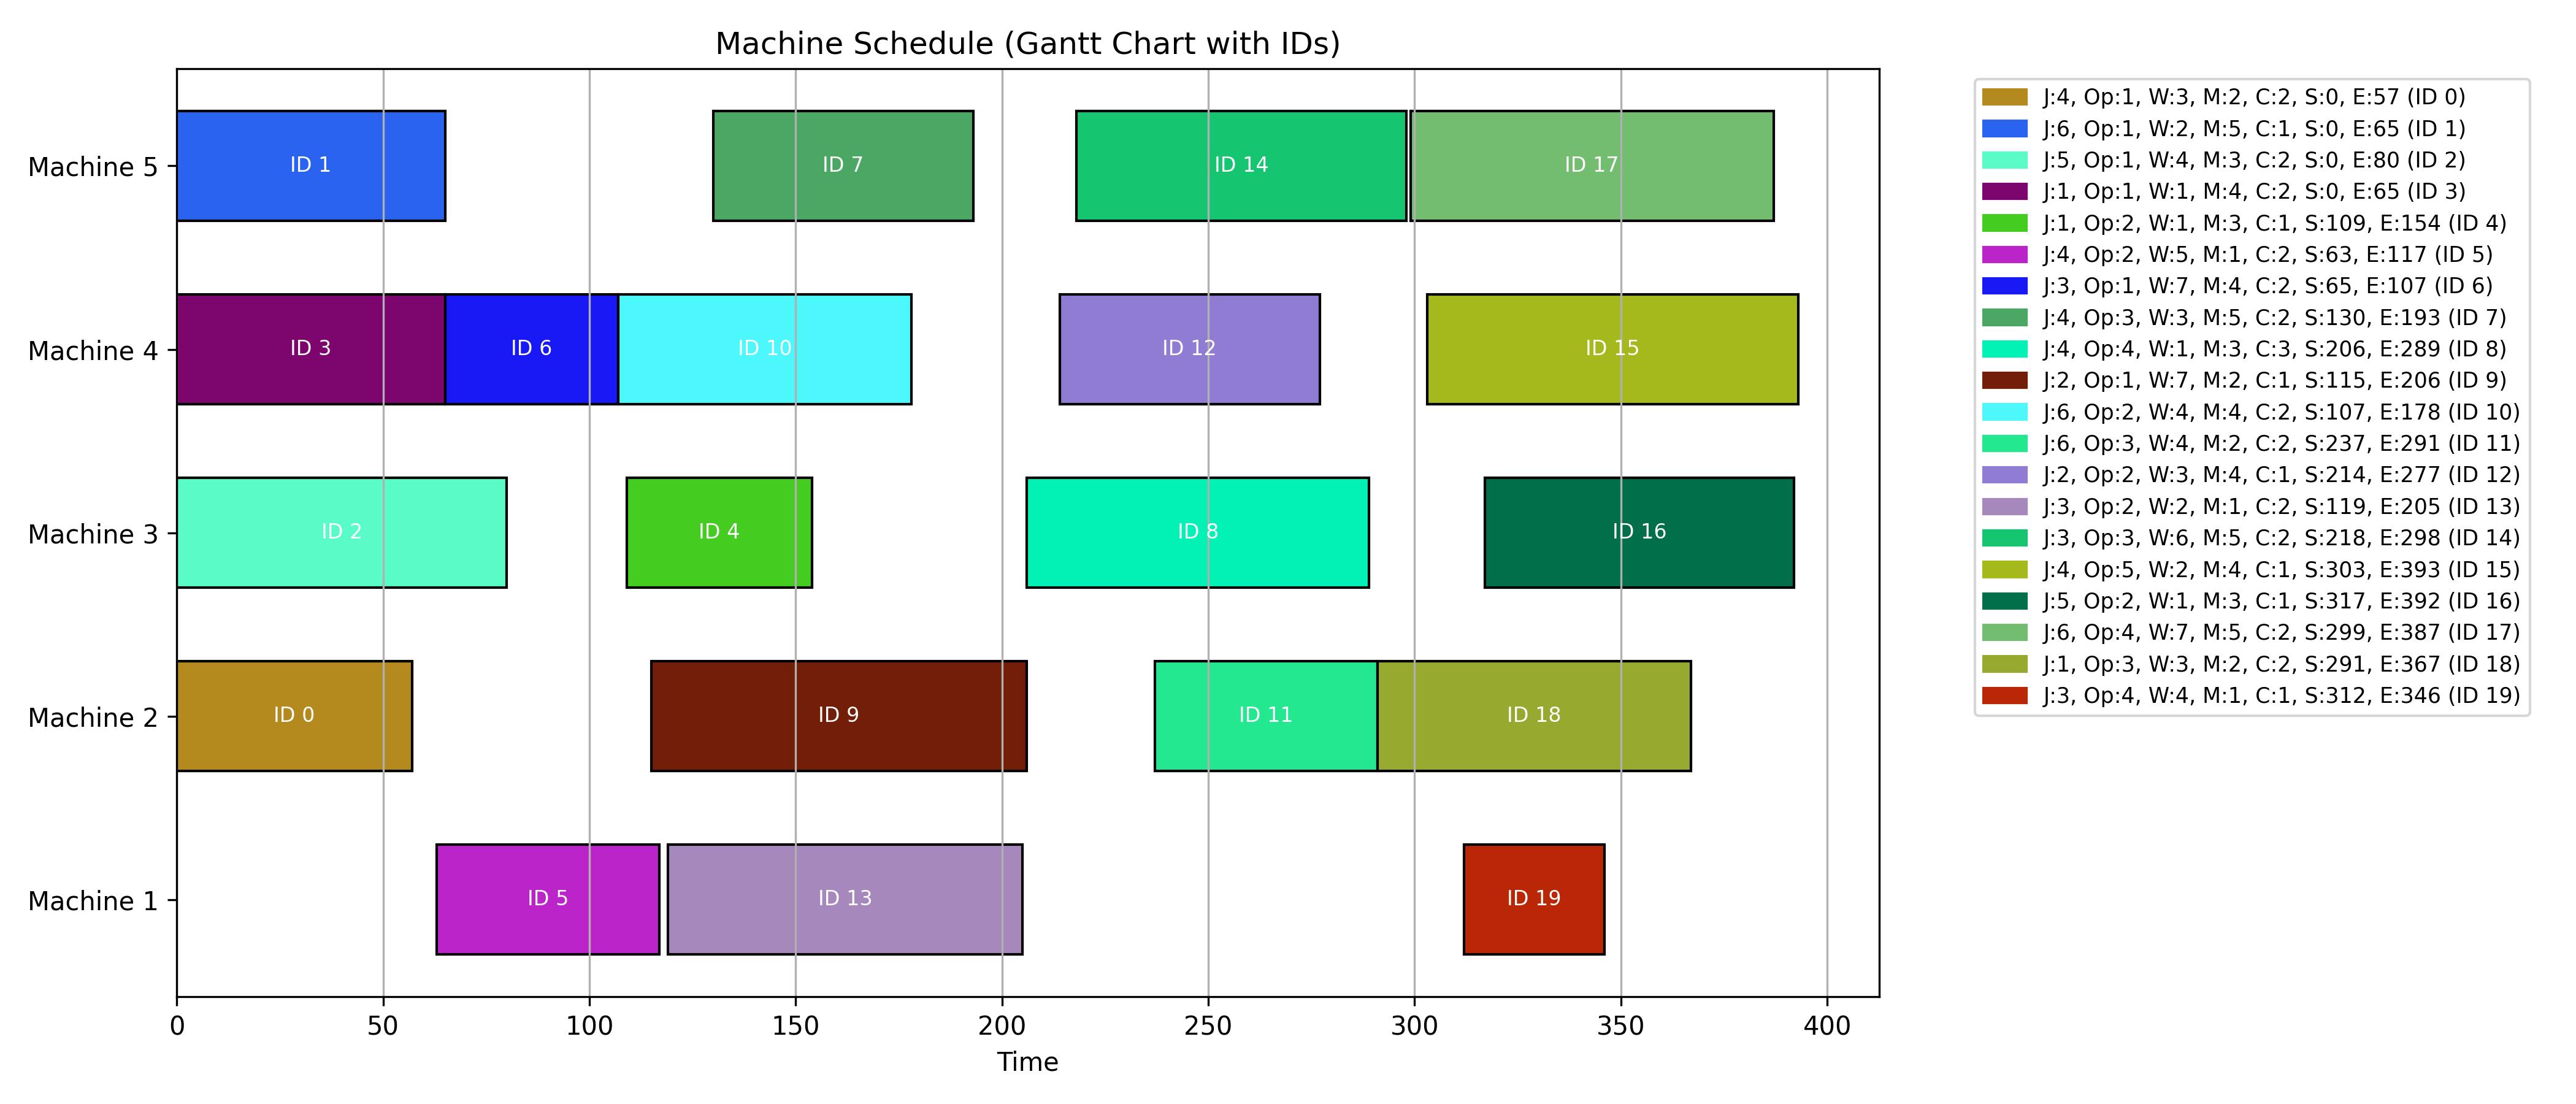 Machine Schedule (Gantt Chart with IDs)
Machine 5
ID 1
ID 7
ID 14
ID 17
Machine 4
ID 3
ID 6
ID 10
ID 12
ID 15
Machine 3
ID 2
ID 4
ID 8
ID 16
Machine 2
ID 0
ID 9
ID 11
ID 18
Machine 1
ID 5
ID 13
ID 19
0 50 100 150 200 250 300 350 400
Time
J:4, Op:1, W:3, M:2, C:2, S:0, E:57 (ID 0)
J:6, Op:1, W:2, M:5, C:1, S:0, E:65 (ID 1)
J:5, Op:1, W:4, M:3, C:2, S:0, E:80 (ID 2)
J:1, Op:1, W:1, M:4, C:2, S:0, E:65 (ID 3)
J:1, Op:2, W:1, M:3, C:1, S:109, E:154 (ID 4)
J:4, Op:2, W:5, M:1, C:2, S:63, E:117 (ID 5)
J:3, Op:1, W:7, M:4, C:2, S:65, E:107 (ID 6)
J:4, Op:3, W:3, M:5, C:2, S:130, E:193 (ID 7)
J:4, Op:4, W:1, M:3, C:3, S:206, E:289 (ID 8)
J:2, Op:1, W:7, M:2, C:1, S:115, E:206 (ID 9)
J:6, Op:2, W:4, M:4, C:2, S:107, E:178 (ID 10)
J:6, Op:3, W:4, M:2, C:2, S:237, E:291 (ID 11)
J:2, Op:2, W:3, M:4, C:1, S:214, E:277 (ID 12)
J:3, Op:2, W:2, M:1, C:2, S:119, E:205 (ID 13)
J:3, Op:3, W:6, M:5, C:2, S:218, E:298 (ID 14)
J:4, Op:5, W:2, M:4, C:1, S:303, E:393 (ID 15)
J:5, Op:2, W:1, M:3, C:1, S:317, E:392 (ID 16)
J:6, Op:4, W:7, M:5, C:2, S:299, E:387 (ID 17)
J:1, Op:3, W:3, M:2, C:2, S:291, E:367 (ID 18)
J:3, Op:4, W:4, M:1, C:1, S:312, E:346 (ID 19)